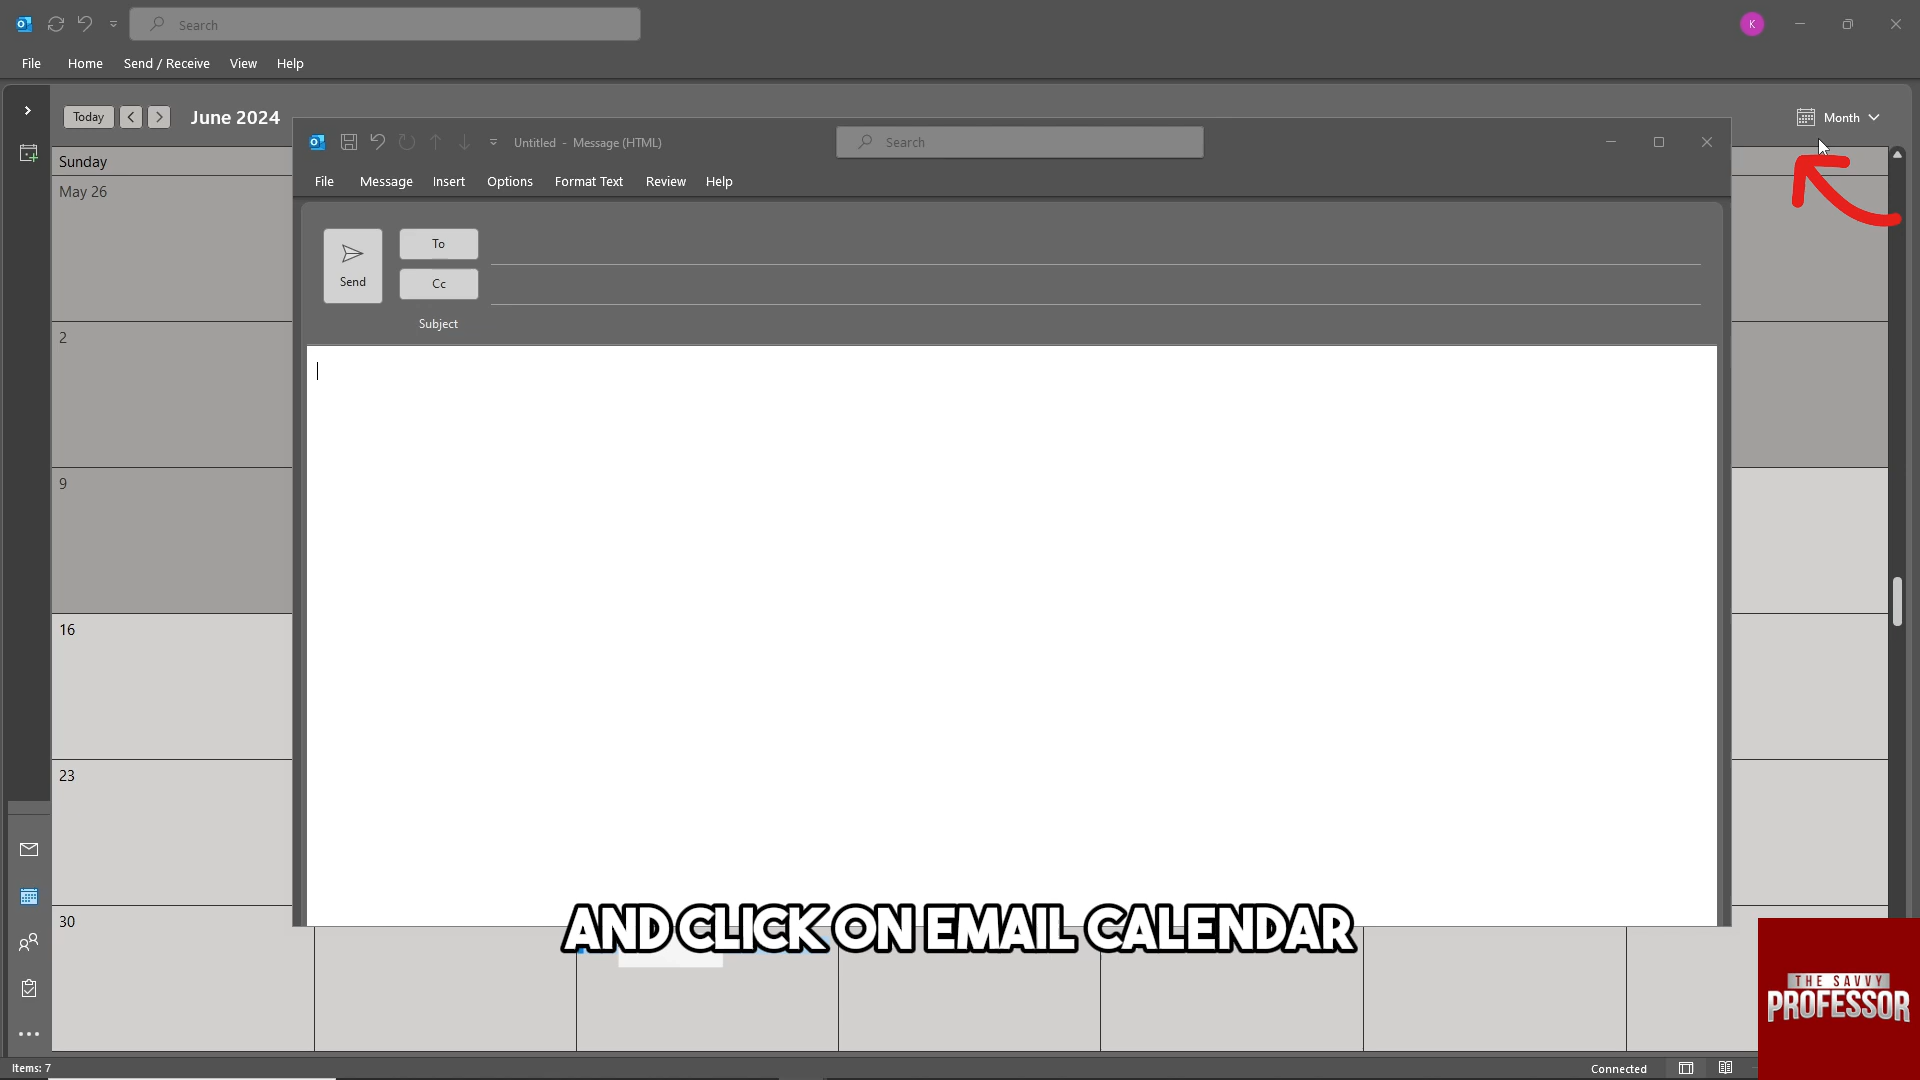 Search
K
File Home Send / Receive View Help
Today June 2024 Month
Untitled - Message (HTML) Search
Sunday
File Message Insert Options Format Text Review Help
May 26
Send
To
Cc
Subject
2
9
16
23
30
AND CLICK ON EMAIL CALENDAR
THE SAVVY
PROFESSOR
Items: 7 Connected